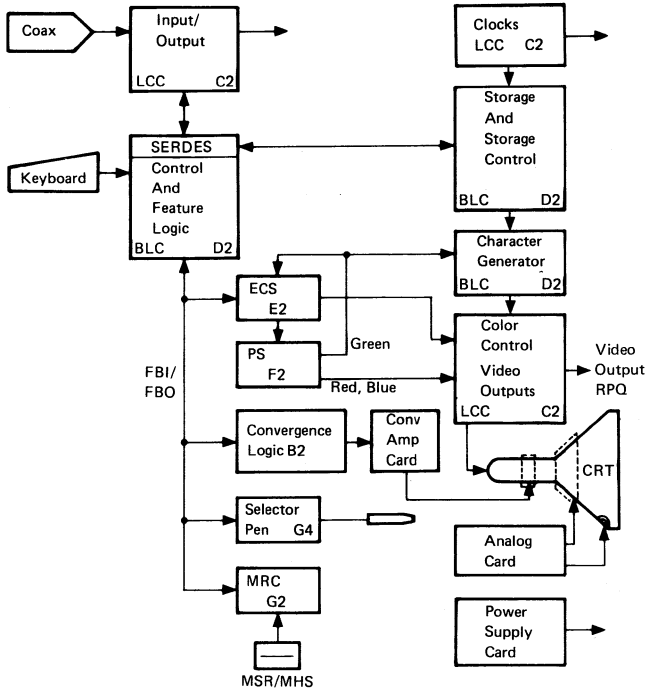 Coax
Input/
Output
LCC C2
Clocks
LCC C2
Storage
And
Storage
Control
BLC D2
SERDES
Control
And
Feature
Logic
BLC D2
Keyboard
Character
Generator
BLC D2
ECS
E2
PS
F2
Green
Red, Blue
Color
Control
Video
Outputs
LCC C2
Video
Output
RPQ
FBI/
FBO
Convergence
Logic B2
Conv
Amp
Card
CRT
Selector
Pen G4
Analog
Card
MRC
G2
MSR/MHS
Power
Supply
Card